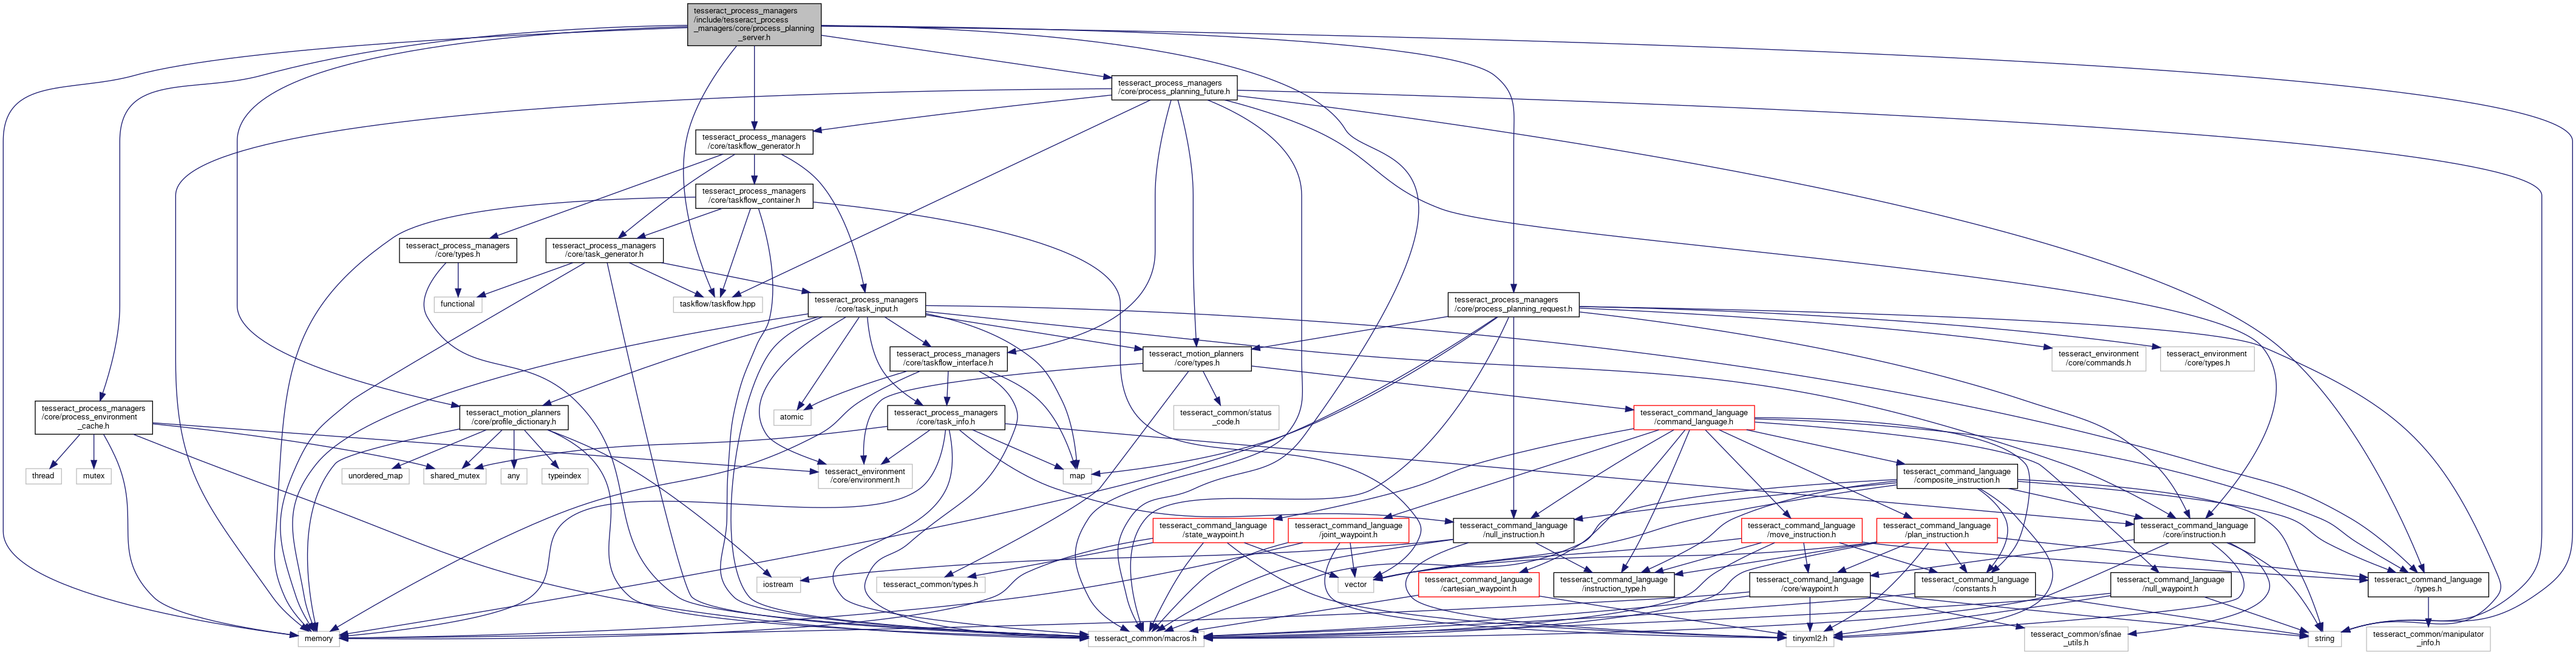 tesseract_process_managers
/include/tesseract_process
_managers/core/process_planning
_server.h
tesseract_process_managers
/core/process_planning_future.h
tesseract_process_managers
/core/taskflow_generator.h
tesseract_process_managers
/core/taskflow_container.h
tesseract_process_managers
/core/types.h
tesseract_process_managers
/core/task_generator.h
functional
taskflow/taskflow.hpp
tesseract_process_managers
/core/task_input.h
tesseract_process_managers
/core/process_planning_request.h
tesseract_process_managers
/core/taskflow_interface.h
tesseract_motion_planners
/core/types.h
tesseract_environment
/core/commands.h
tesseract_environment
/core/types.h
tesseract_process_managers
/core/process_environment
_cache.h
tesseract_motion_planners
/core/profile_dictionary.h
atomic
tesseract_process_managers
/core/task_info.h
tesseract_common/status
_code.h
tesseract_command_language
/command_language.h
thread
mutex
unordered_map
shared_mutex
any
typeindex
tesseract_environment
/core/environment.h
map
tesseract_command_language
/composite_instruction.h
tesseract_command_language
/state_waypoint.h
tesseract_command_language
/joint_waypoint.h
tesseract_command_language
/null_instruction.h
tesseract_command_language
/move_instruction.h
tesseract_command_language
/plan_instruction.h
tesseract_command_language
/core/instruction.h
iostream
tesseract_common/types.h
vector
tesseract_command_language
/cartesian_waypoint.h
tesseract_command_language
/instruction_type.h
tesseract_command_language
/core/waypoint.h
tesseract_command_language
/constants.h
tesseract_command_language
/null_waypoint.h
tesseract_command_language
/types.h
memory
tesseract_common/macros.h
tinyxml2.h
tesseract_common/sfinae
_utils.h
string
tesseract_common/manipulator
_info.h